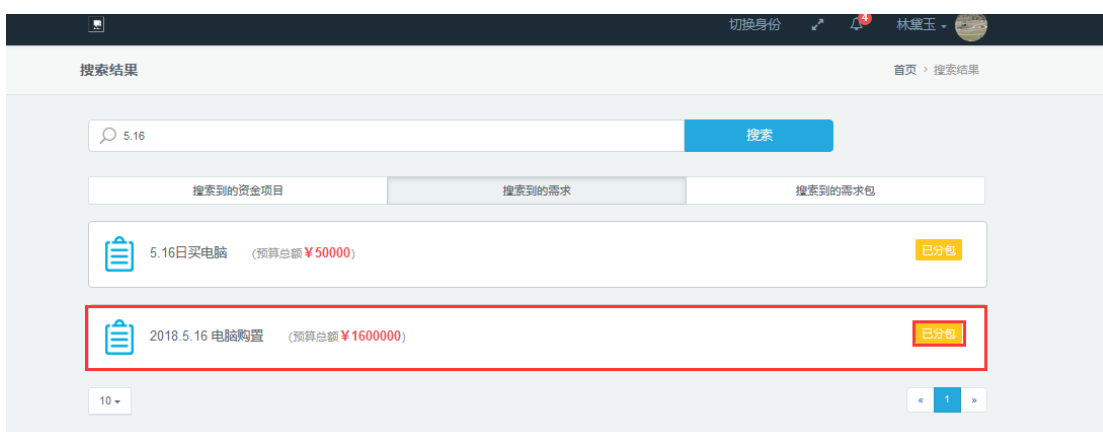 切换身份 4 林黛玉
搜索结果 首页 > 搜索结果
5.16 搜索
搜索到的资金项目 搜索到的需求 搜索到的需求包
5.16日买电脑 (预算总额￥50000) 已分包
2018.5.16 电脑购置 (预算总额￥1600000) 已分包
10 « 1 »